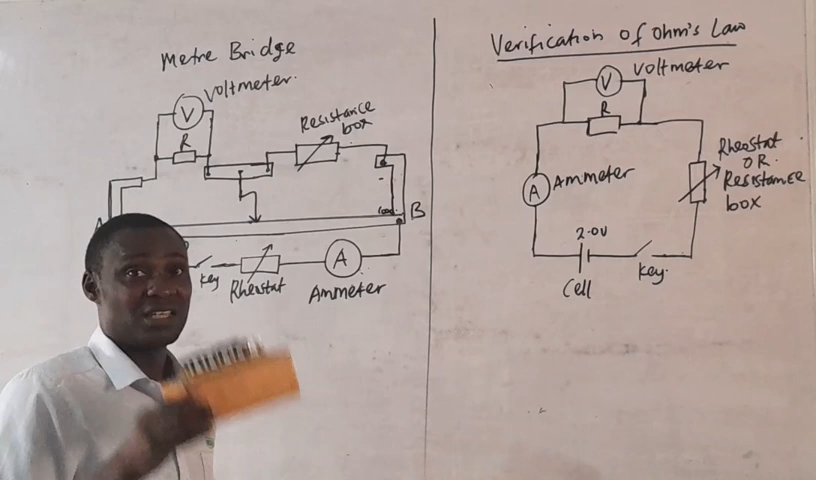 Metre Bridge
Voltmeter.
V
R
Resistance
box
B
Key
Rheostat
A
Ammeter
Verification of Ohm's Law
Voltmeter
V
R
A
Ammeter
Rheostat
OR
Resistance
box
2.0V
Cell
Key.